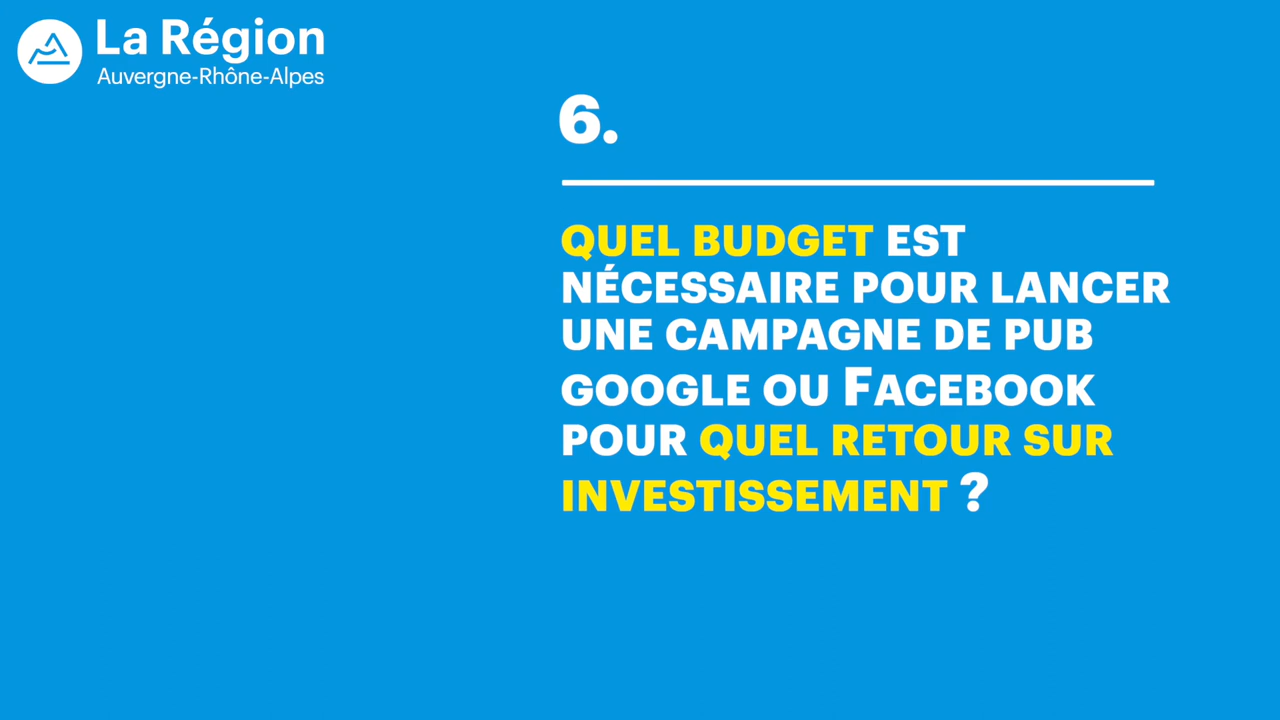 La Région
Auvergne-Rhône-Alpes
6.
QUEL BUDGET EST
NÉCESSAIRE POUR LANCER
UNE CAMPAGNE DE PUB
GOOGLE OU FACEBOOK
POUR QUEL RETOUR SUR
INVESTISSEMENT ?